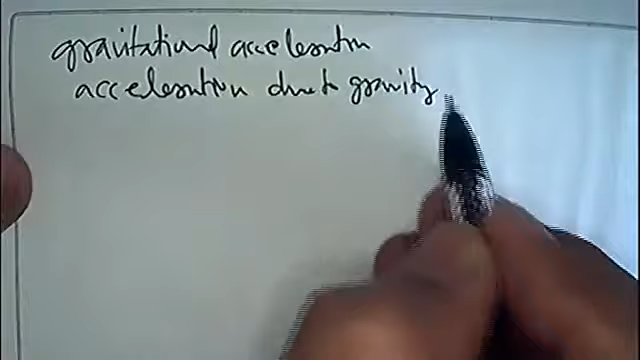 gravitational acceleration
acceleration due to gravity